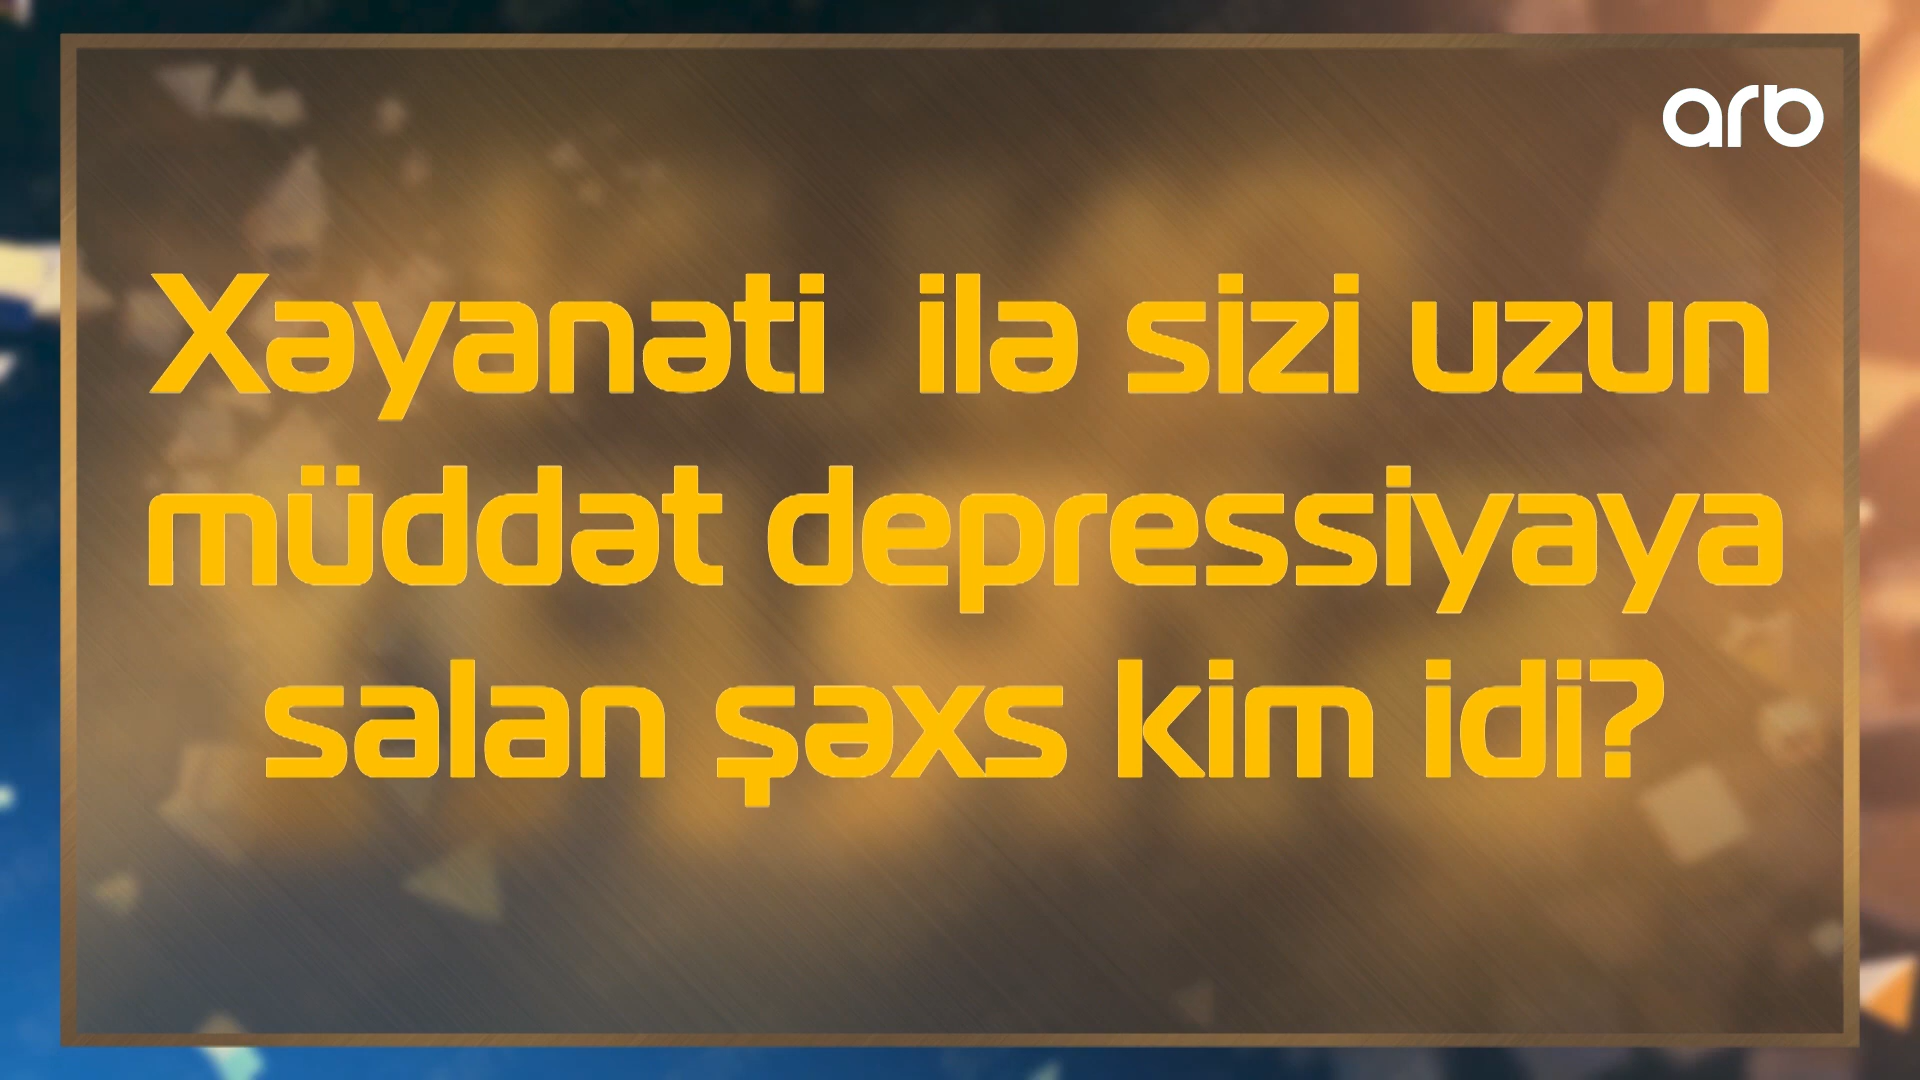 arb
Xəyanəti  ilə sizi uzun
müddət depressiyaya
salan şəxs kim idi?